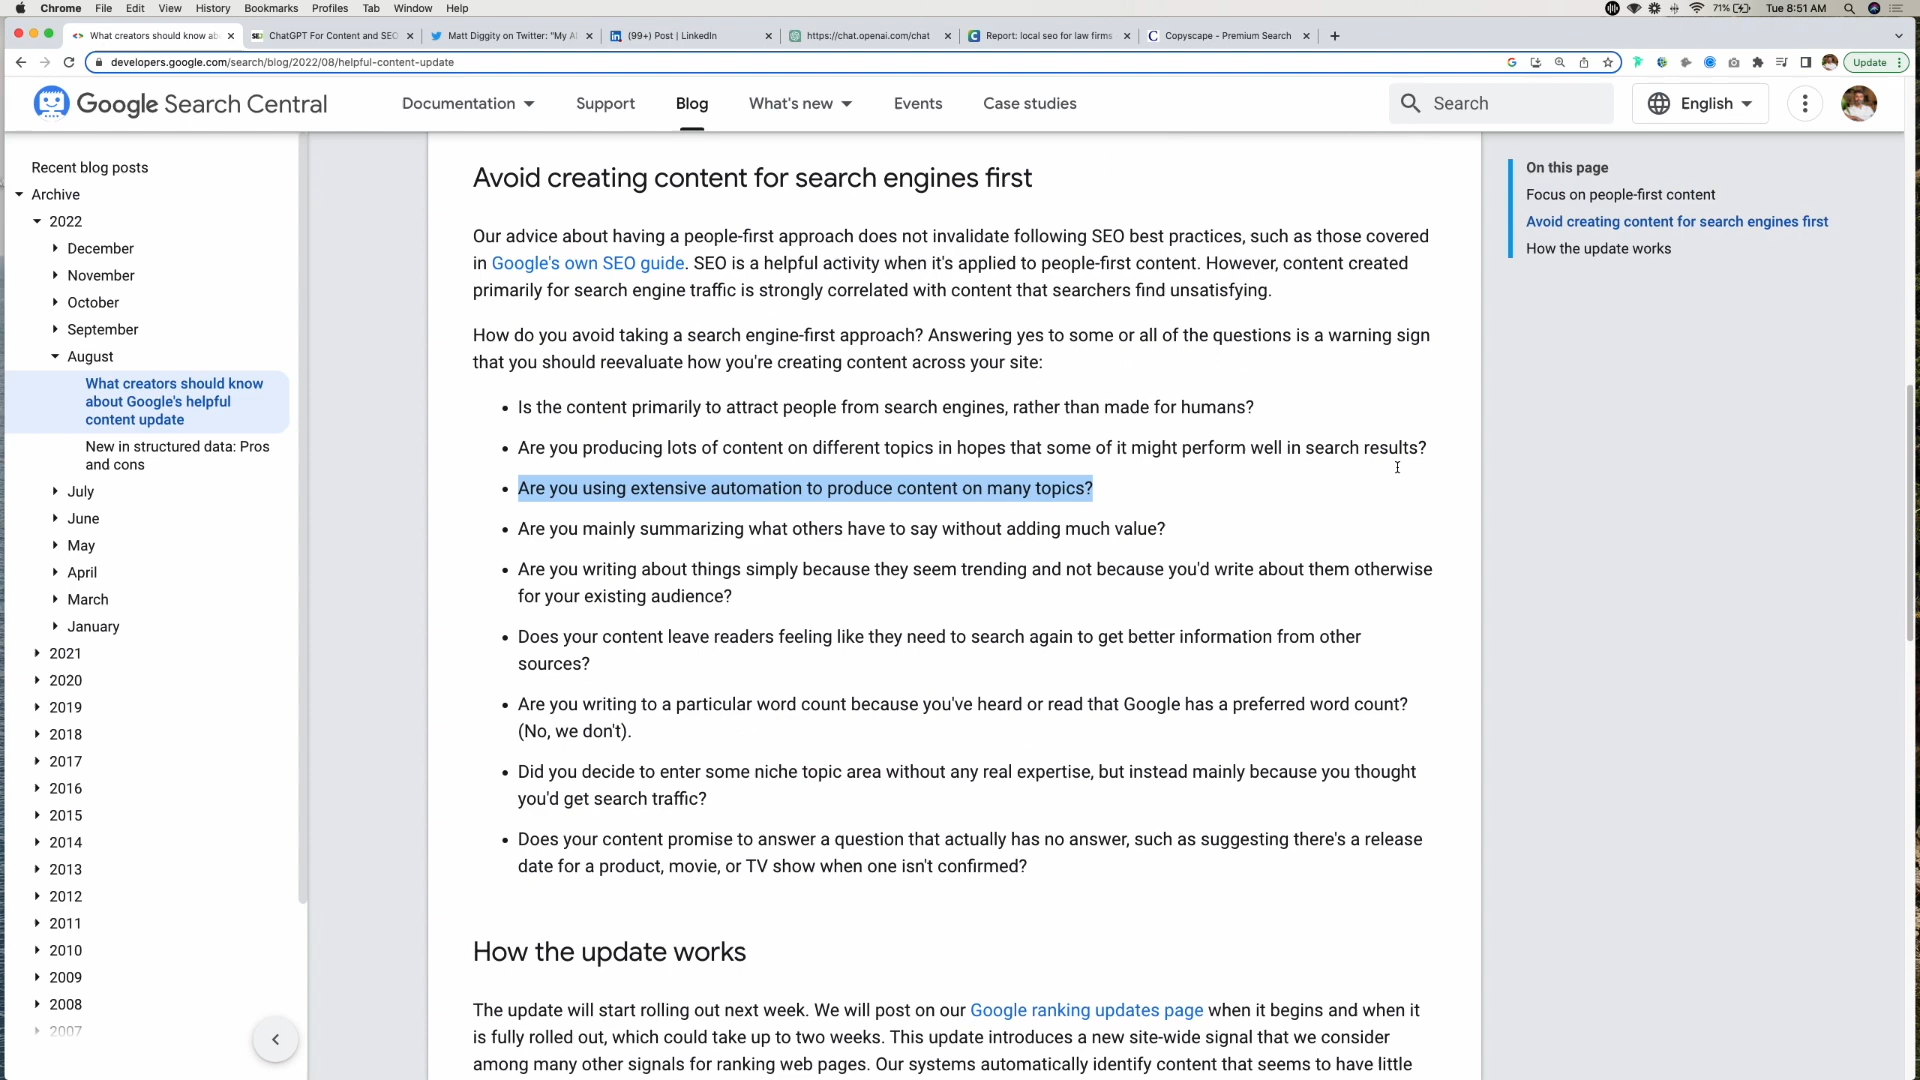 Chrome File Edit View History Bookmarks Profiles Tab Window Help 71% Tue 8:51 AM
What creators should know ab ChatGPT For Content and SEO Matt Diggity on Twitter: "My A (99+) Post | LinkedIn https://chat.openai.com/chat Report: local seo for law firms Copyscape - Premium Search
developers.google.com/search/blog/2022/08/helpful-content-update Update
Google Search Central Documentation Support Blog What's new Events Case studies Search English
Recent blog posts
Archive
2022
December
November
October
September
August
What creators should know
about Google's helpful
content update
New in structured data: Pros
and cons
July
June
May
April
March
January
2021
2020
2019
2018
2017
2016
2015
2014
2013
2012
2011
2010
2009
2008
2007
Avoid creating content for search engines first
Our advice about having a people-first approach does not invalidate following SEO best practices, such as those covered
in Google's own SEO guide. SEO is a helpful activity when it's applied to people-first content. However, content created
primarily for search engine traffic is strongly correlated with content that searchers find unsatisfying.
How do you avoid taking a search engine-first approach? Answering yes to some or all of the questions is a warning sign
that you should reevaluate how you're creating content across your site:
• Is the content primarily to attract people from search engines, rather than made for humans?
• Are you producing lots of content on different topics in hopes that some of it might perform well in search results?
• Are you using extensive automation to produce content on many topics?
• Are you mainly summarizing what others have to say without adding much value?
• Are you writing about things simply because they seem trending and not because you'd write about them otherwise
for your existing audience?
• Does your content leave readers feeling like they need to search again to get better information from other
sources?
• Are you writing to a particular word count because you've heard or read that Google has a preferred word count?
(No, we don't).
• Did you decide to enter some niche topic area without any real expertise, but instead mainly because you thought
you'd get search traffic?
• Does your content promise to answer a question that actually has no answer, such as suggesting there's a release
date for a product, movie, or TV show when one isn't confirmed?
How the update works
The update will start rolling out next week. We will post on our Google ranking updates page when it begins and when it
is fully rolled out, which could take up to two weeks. This update introduces a new site-wide signal that we consider
among many other signals for ranking web pages. Our systems automatically identify content that seems to have little
On this page
Focus on people-first content
Avoid creating content for search engines first
How the update works